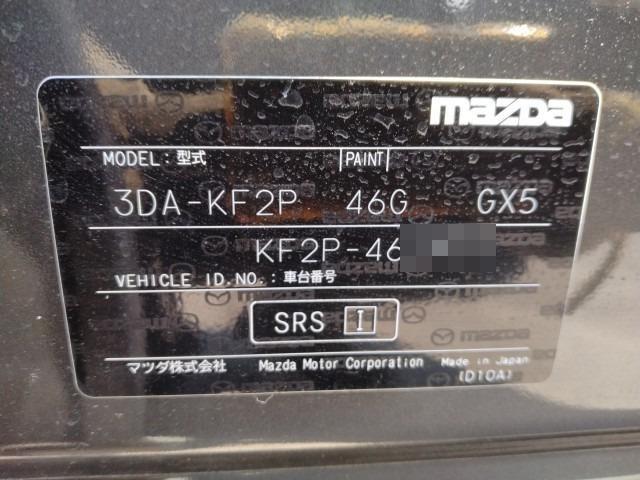 mazda
MODEL: 型式 PAINT
3DA-KF2P 46G GX5
KF2P-46
VEHICLE ID.NO.: 車台番号
SRS I
マツダ株式会社 Mazda Motor Corporation Made in Japan
(D10A)